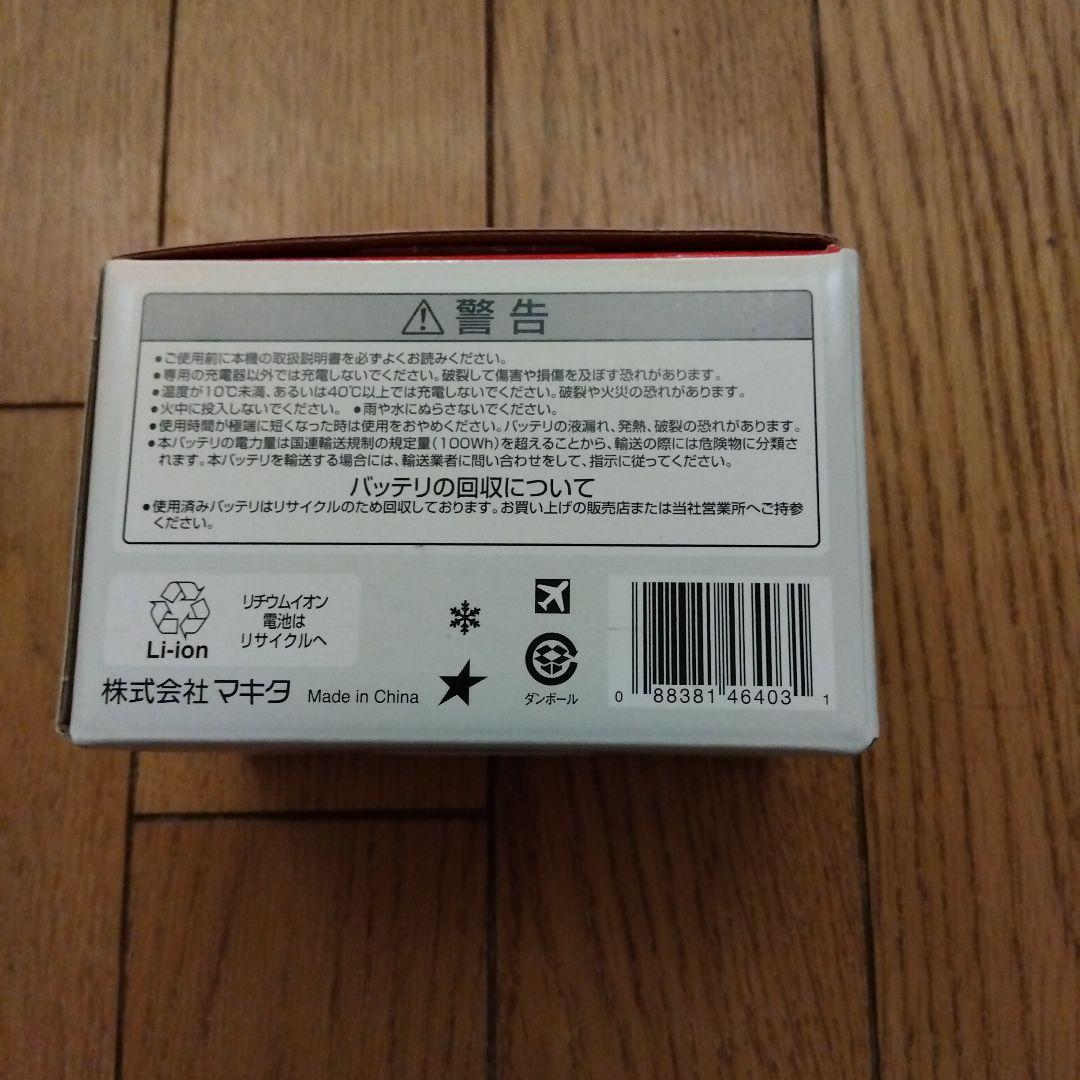 警告
●ご使用前に本機の取扱説明書を必ずよくお読みください。
●専用の充電器以外では充電しないでください。破裂して傷害や損傷を及ぼす恐れがあります。
●温度が10℃未満、あるいは40℃以上では充電しないでください。破裂や火災の恐れがあります。
●火中に投入しないでください。 ●雨や水にぬらさないでください。
●使用時間が極端に短くなった時は使用をおやめください。バッテリの液漏れ、発熱、破裂の恐れがあります。
●本バッテリの電力量は国連輸送規制の規定量(100Wh)を超えることから、輸送の際には危険物に分類さ
れます。本バッテリを輸送する場合には、輸送業者に問い合わせをして、指示に従ってください。
バッテリの回収について
●使用済みバッテリはリサイクルのため回収しております。お買い上げの販売店または当社営業所へご持参
ください。
Li-ion
リチウムイオン
電池は
リサイクルへ
株式会社 マキタ Made in China
ダンボール
0 88381 46403 1